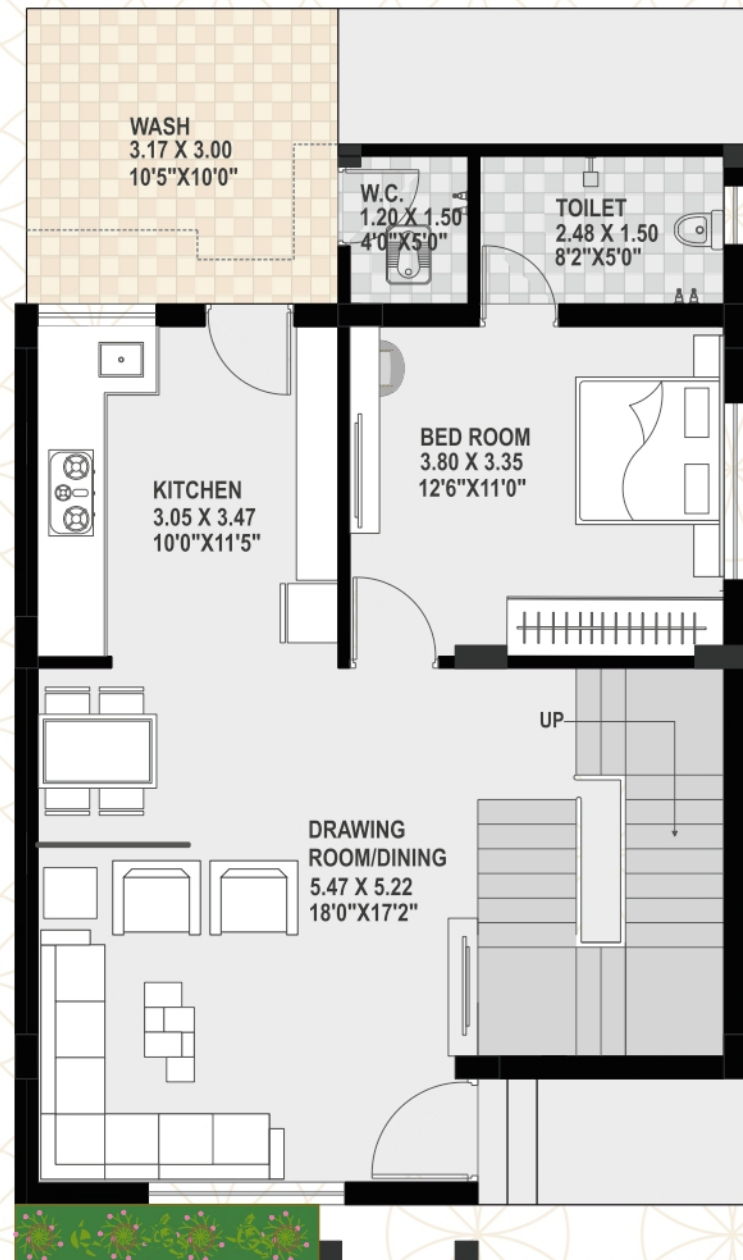 WASH
3.17 X 3.00
10'5"X10'0"
W.C.
1.20 X 1.50
4'0"X5'0"
TOILET
2.48 X 1.50
8'2"X5'0"
BED ROOM
3.80 X 3.35
12'6"X11'0"
KITCHEN
3.05 X 3.47
10'0"X11'5"
UP
DRAWING
ROOM/DINING
5.47 X 5.22
18'0"X17'2"